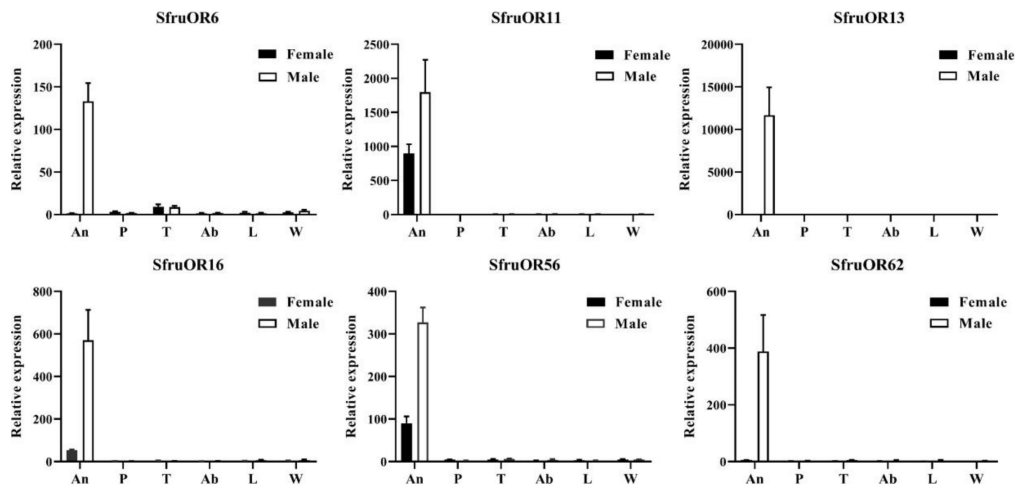 SfruOR6
Relative expression
200
150
100
50
0
Female
Male
An P T Ab L W
SfruOR11
Relative expression
2500
2000
1500
1000
500
0
Female
Male
An P T Ab L W
SfruOR13
Relative expression
20000
15000
10000
5000
0
Female
Male
An P T Ab L W
SfruOR16
Relative expression
800
600
400
200
0
Female
Male
An P T Ab L W
SfruOR56
Relative expression
400
300
200
100
0
Female
Male
An P T Ab L W
SfruOR62
Relative expression
600
400
200
0
Female
Male
An P T Ab L W